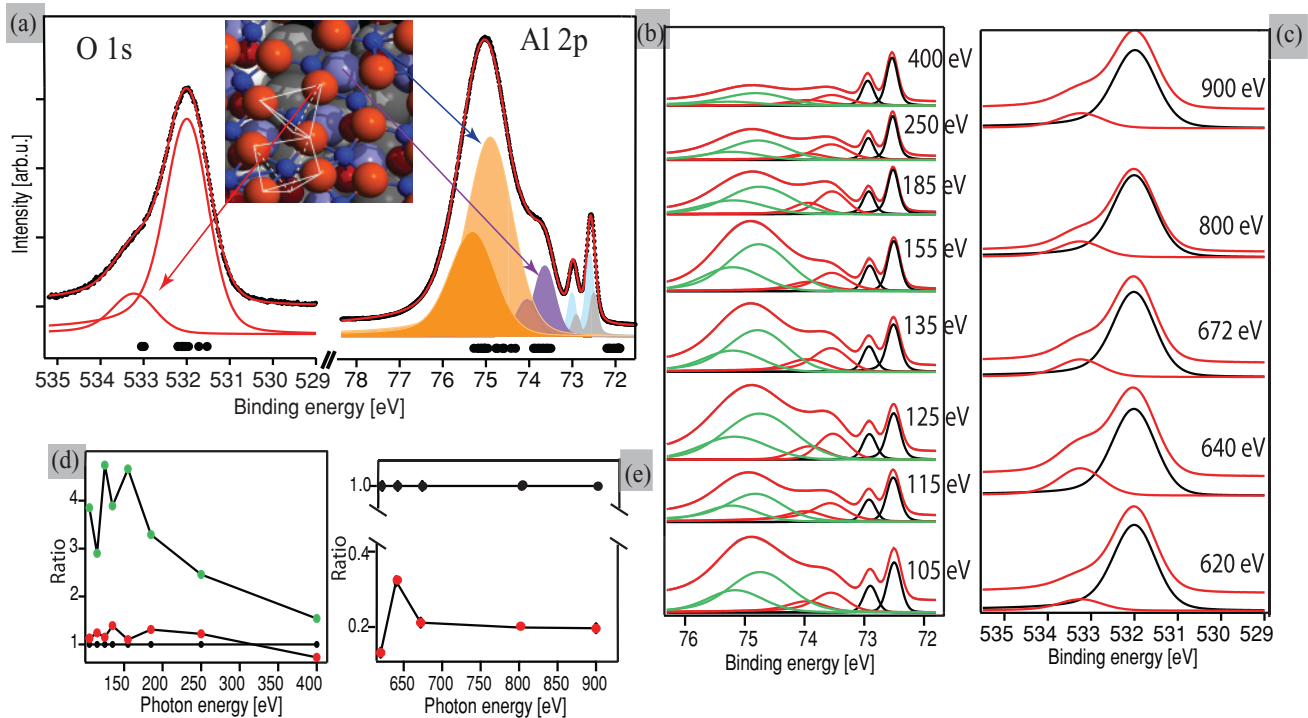 (a)
O 1s
Al 2p
Intensity [arb.u.]
535 534 533 532 531 530 529 78 77 76 75 74 73 72
Binding energy [eV]
(b)
400 eV
250 eV
185 eV
155 eV
135 eV
125 eV
115 eV
105 eV
76 75 74 73 72
Binding energy [eV]
(c)
900 eV
800 eV
672 eV
640 eV
620 eV
535 534 533 532 531 530 529
Binding energy [eV]
(d)
Ratio
4
3
2
1
150 200 250 300 350 400
Photon energy [eV]
(e)
Ratio
1.0
0.4
0.2
650 700 750 800 850 900
Photon energy [eV]